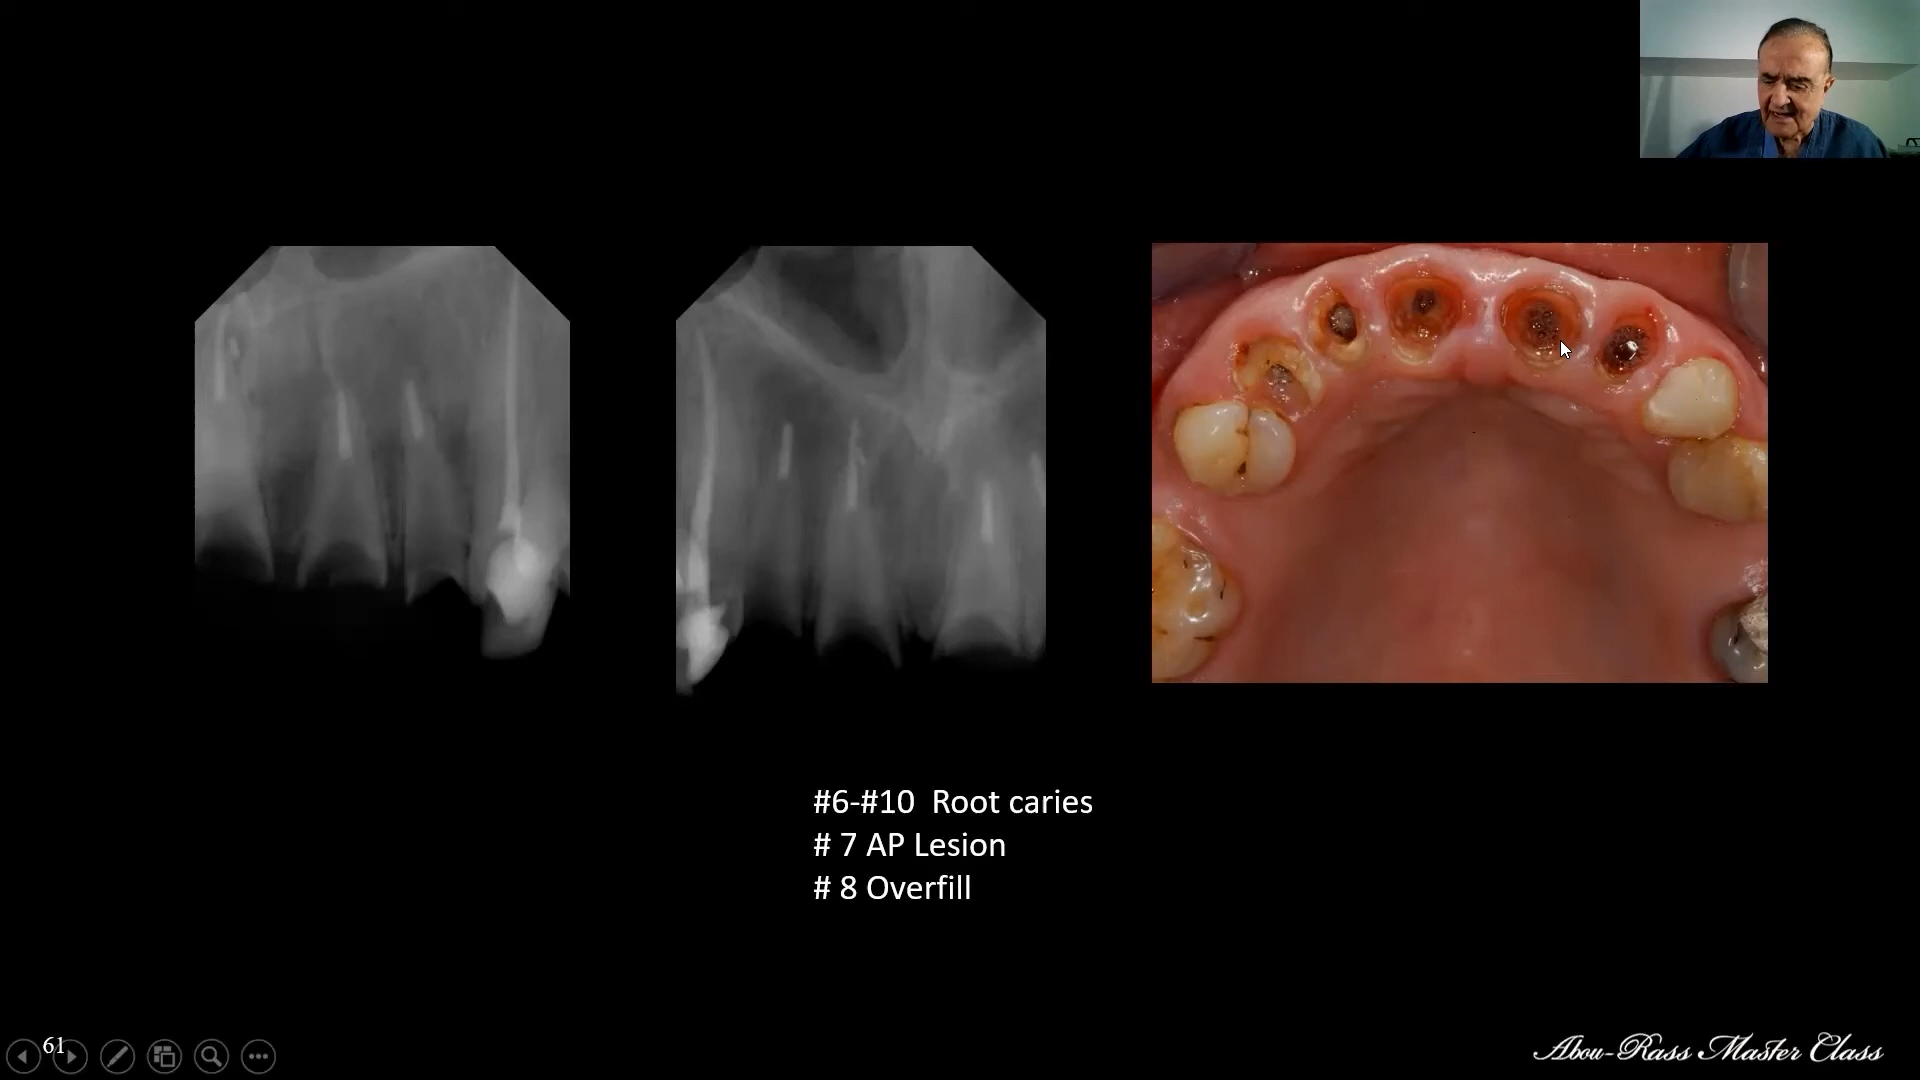 #6-#10 Root caries
# 7 AP Lesion
# 8 Overfill
61
Abou-Rass Master Class